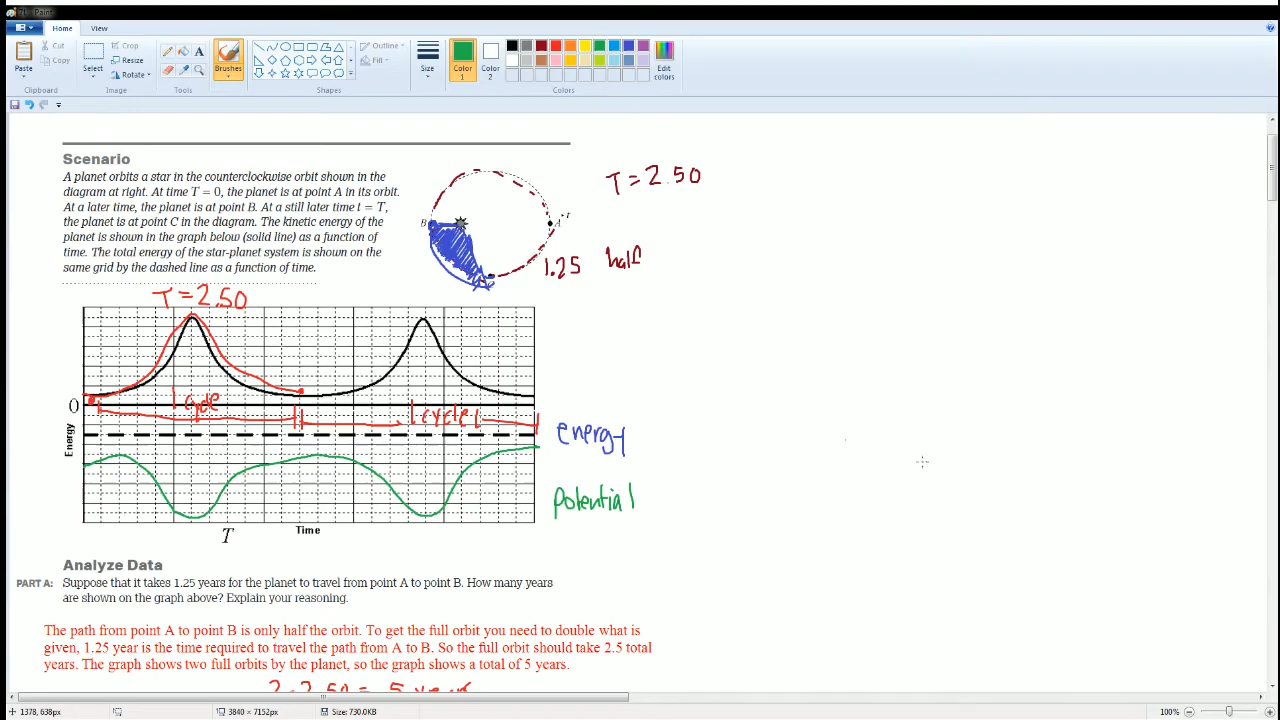 Home
View
Paste
Cut
Copy
Clipboard
Select
Crop
Resize
Rotate
Image
A
Tools
Brushes
Outline
Fill
Shapes
Size
Color
1
Color
2
Edit
colors
Colors
Scenario
A planet orbits a star in the counterclockwise orbit shown in the
diagram at right. At time T = 0, the planet is at point A in its orbit.
At a later time, the planet is at point B. At a still later time t = T,
the planet is at point C in the diagram. The kinetic energy of the
planet is shown in the graph below (solid line) as a function of
time. The total energy of the star-planet system is shown on the
same grid by the dashed line as a function of time.
B
A
T = 2.50
1.25 half
T = 2.50
0
1 cycle
1 cycle
Energy
energy
Potential
T
Time
Analyze Data
PART A: Suppose that it takes 1.25 years for the planet to travel from point A to point B. How many years
are shown on the graph above? Explain your reasoning.
The path from point A to point B is only half the orbit. To get the full orbit you need to double what is
given, 1.25 year is the time required to travel the path from A to B. So the full orbit should take 2.5 total
years. The graph shows two full orbits by the planet, so the graph shows a total of 5 years.
2 · 2.50 = 5 years
1378, 638px
3840 × 7152px
Size: 730.0KB
100%